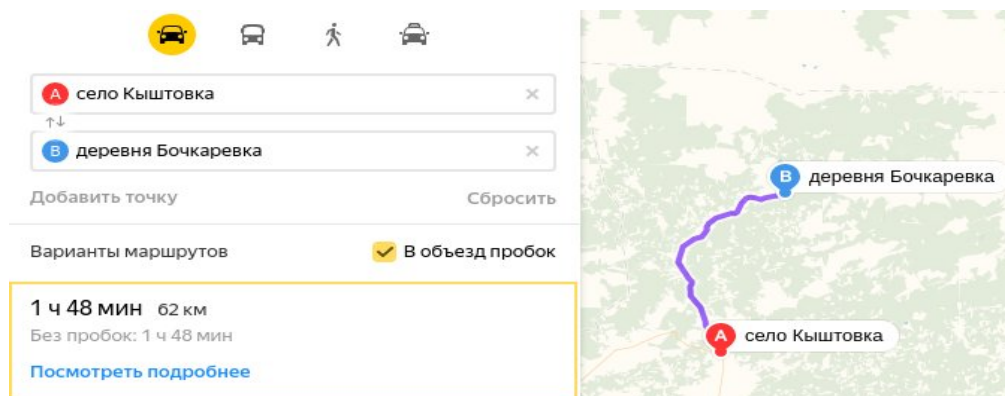 A село Кыштовка ×
↑↓
B деревня Бочкаревка ×
Добавить точку Сбросить
Варианты маршрутов В объезд пробок
1 ч 48 мин 62 км
Без пробок: 1 ч 48 мин
Посмотреть подробнее
B деревня Бочкаревка
A село Кыштовка